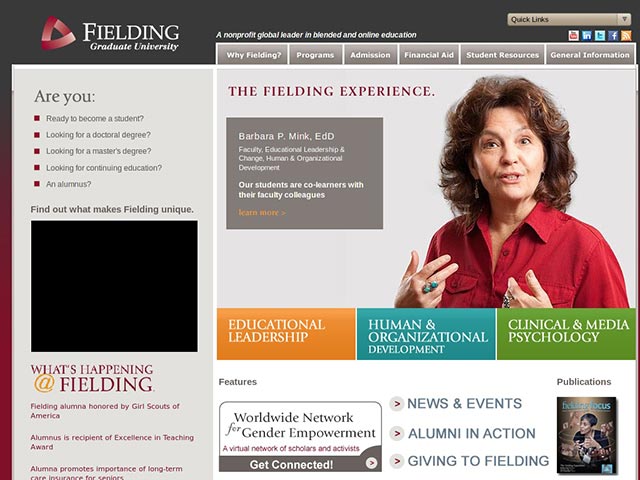 FIELDING
Graduate University
A nonprofit global leader in blended and online education
Quick Links
Why Fielding?
Programs
Admission
Financial Aid
Student Resources
General Information
Are you:
Ready to become a student?
Looking for a doctoral degree?
Looking for a master's degree?
Looking for continuing education?
An alumnus?
Find out what makes Fielding unique.
WHAT'S HAPPENING
@ FIELDING
Fielding alumna honored by Girl Scouts of
America
Alumnus is recipient of Excellence in Teaching
Award
Alumna promotes importance of long-term
care insurance for seniors
THE FIELDING EXPERIENCE.
Barbara P. Mink, EdD
Faculty, Educational Leadership &
Change, Human & Organizational
Development
Our students are co-learners with
their faculty colleagues
learn more >
EDUCATIONAL
LEADERSHIP
HUMAN &
ORGANIZATIONAL
DEVELOPMENT
CLINICAL & MEDIA
PSYCHOLOGY
Features
Worldwide Network
for Gender Empowerment
A virtual network of scholars and activists
Get Connected! >
> NEWS & EVENTS
> ALUMNI IN ACTION
> GIVING TO FIELDING
Publications